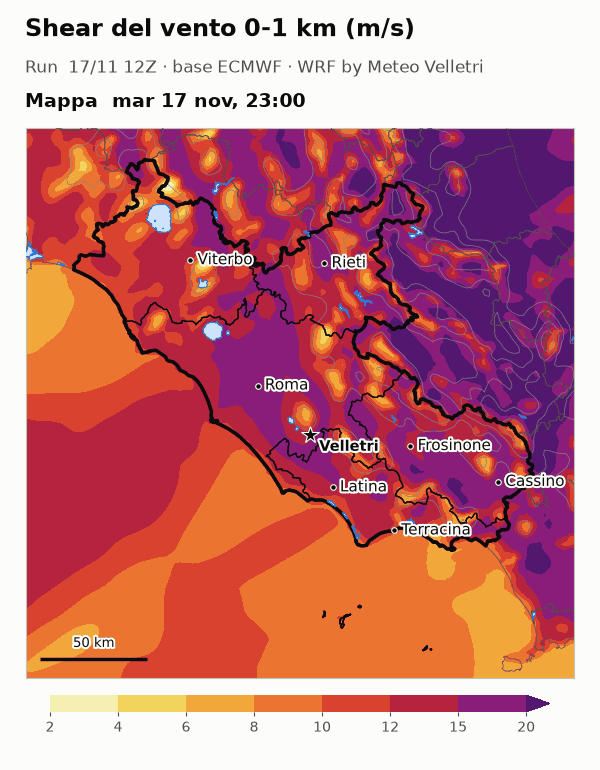 Shear del vento 0-1 km (m/s)
Run 17/11 12Z · base ECMWF · WRF by Meteo Velletri
Mappa mar 17 nov, 23:00
Viterbo
Rieti
Roma
Velletri
Frosinone
Latina
Cassino
Terracina
50 km
2 4 6 8 10 12 15 20